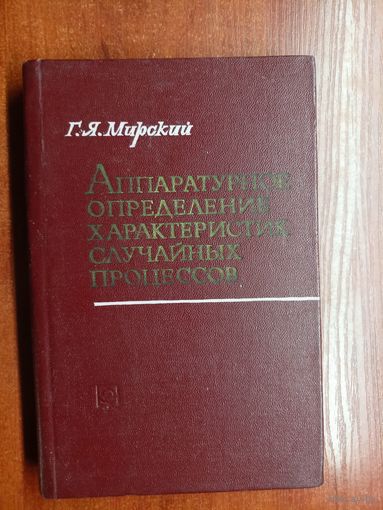 Г.Я.Мирский
Аппаратурное
определение
характеристик
случайных
процессов